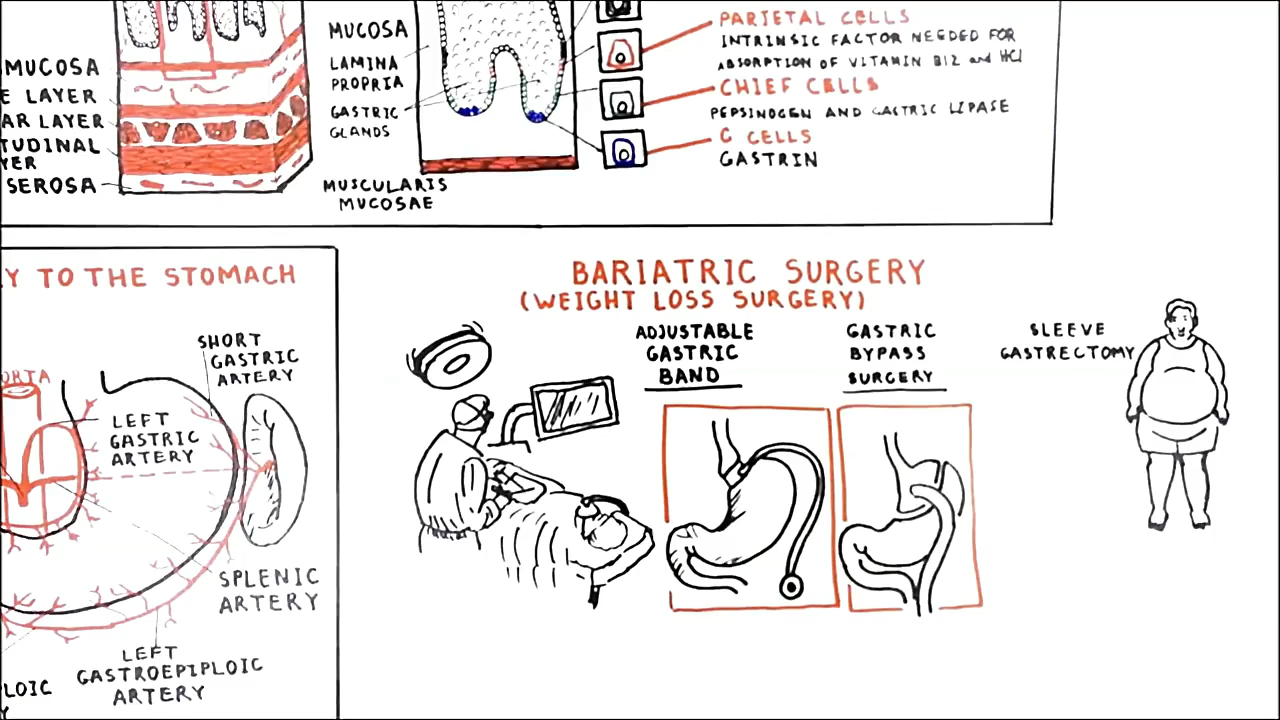 MUCOSA
E LAYER
AR LAYER
TUDINAL
YER
SEROSA
MUCOSA
LAMINA
PROPRIA
GASTRIC
GLANDS
MUSCULARIS
MUCOSAE
PARIETAL CELLS
INTRINSIC FACTOR NEEDED FOR
ABSORPTION OF VITAMIN B12 and HCl
CHIEF CELLS
PEPSINOGEN AND GASTRIC LIPASE
G CELLS
GASTRIN
Y TO THE STOMACH
SHORT
GASTRIC
ARTERY
ORTA
LEFT
GASTRIC
ARTERY
SPLENIC
ARTERY
LEFT
GASTROEPIPLOIC
ARTERY
PLOIC
Y
BARIATRIC SURGERY
(WEIGHT LOSS SURGERY)
ADJUSTABLE
GASTRIC
BAND
GASTRIC
BYPASS
SURGERY
SLEEVE
GASTRECTOMY